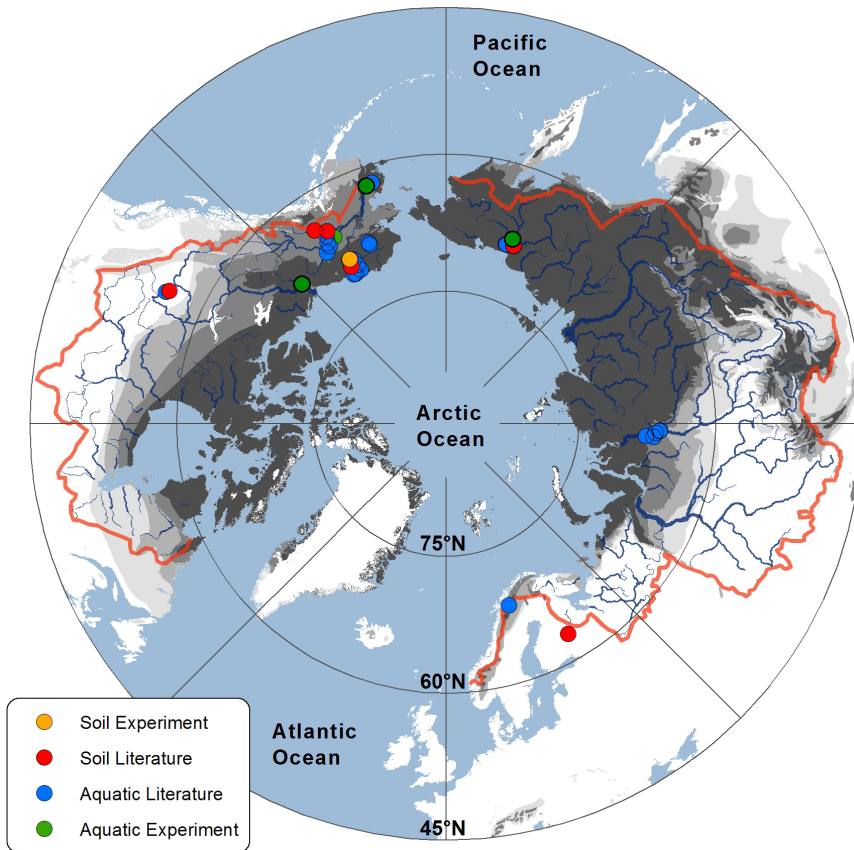 Pacific
Ocean
Arctic
Ocean
75°N
60°N
Atlantic
Ocean
45°N
Soil Experiment
Soil Literature
Aquatic Literature
Aquatic Experiment